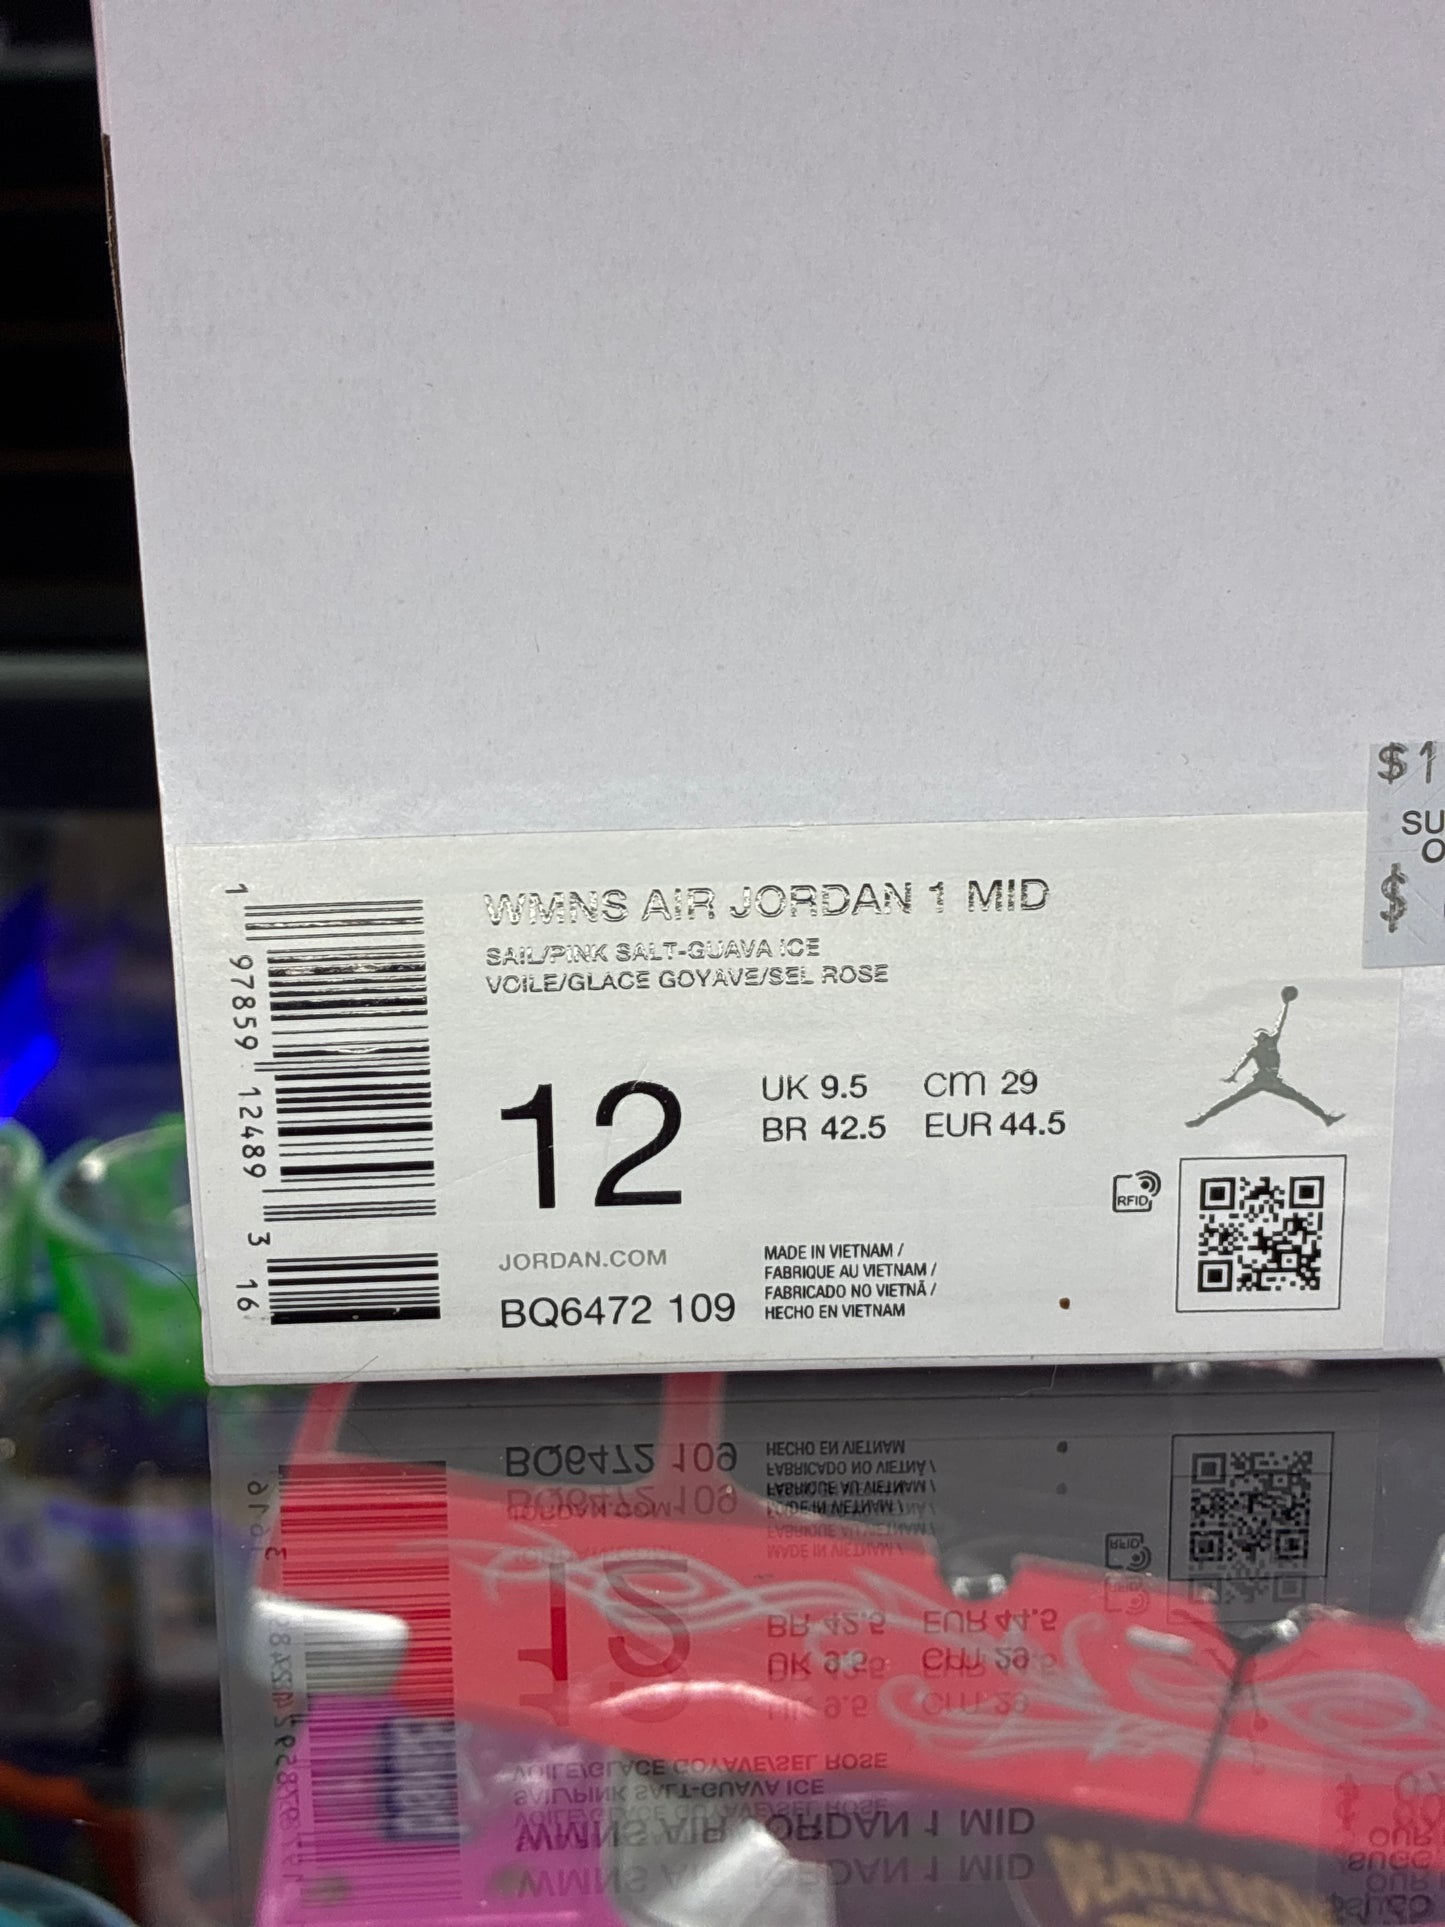 $1
SU
O
$
WMNS AIR JORDAN 1 MID
SAIL/PINK SALT-GUAVA ICE
VOILE/GLACE GOYAVE/SEL ROSE
1 97859 12489 3 16
12
UK 9.5 cm 29
BR 42.5 EUR 44.5
RFID
JORDAN.COM
BQ6472 109
MADE IN VIETNAM /
FABRIQUE AU VIETNAM /
FABRICADO NO VIETNÃ /
HECHO EN VIETNAM